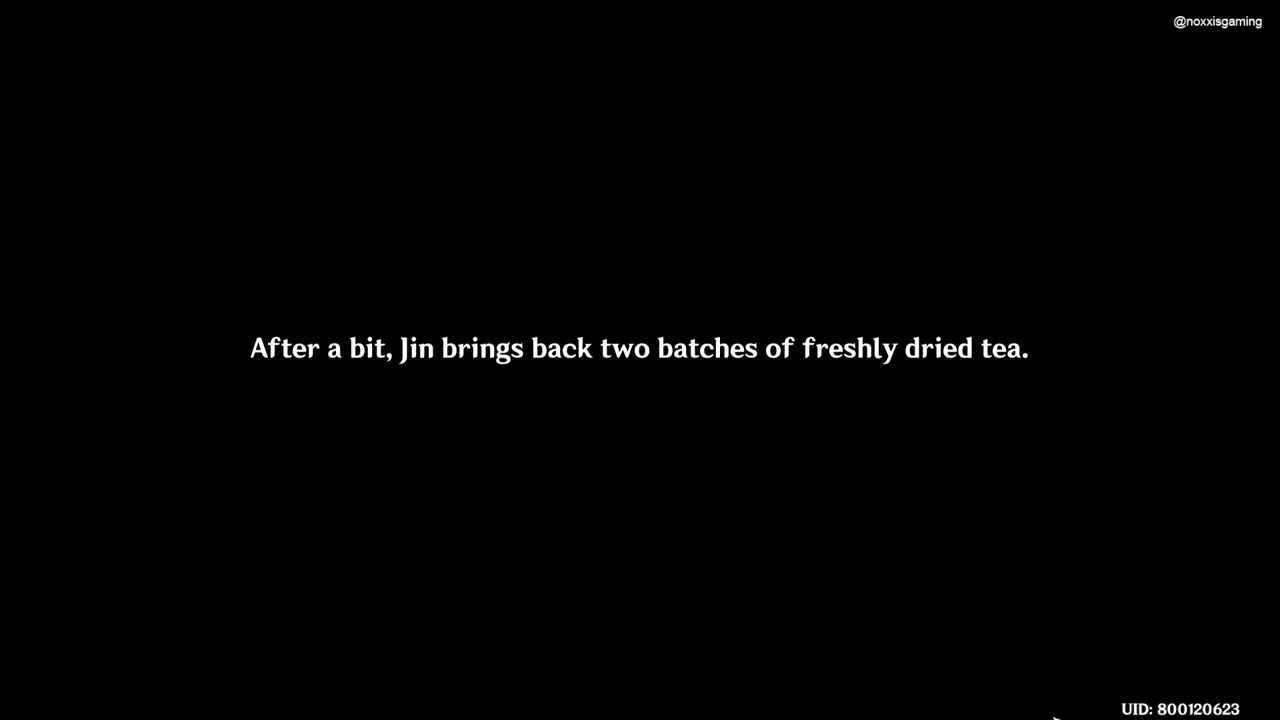 @noxxisgaming
After a bit, Jin brings back two batches of freshly dried tea.
UID: 800120623